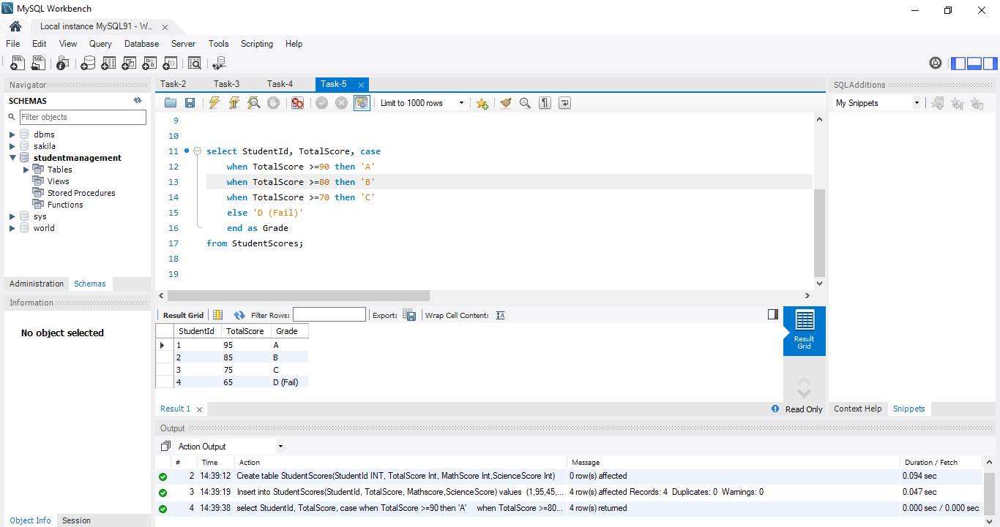 MySQL Workbench
Local instance MySQL91 - W...
File Edit View Query Database Server Tools Scripting Help
Navigator
SCHEMAS
Filter objects
dbms
sakila
studentmanagement
Tables
Views
Stored Procedures
Functions
sys
world
Administration Schemas
Information
No object selected
Object Info Session
Task-2 Task-3 Task-4 Task-5
Limit to 1000 rows
9
10
11 select StudentId, TotalScore, case
12 when TotalScore >=90 then 'A'
13 when TotalScore >=80 then 'B'
14 when TotalScore >=70 then 'C'
15 else 'D (Fail)'
16 end as Grade
17 from StudentScores;
18
19
Result Grid Filter Rows: Export: Wrap Cell Content:
StudentId TotalScore Grade
1 95 A
2 85 B
3 75 C
4 65 D (Fail)
Result Grid
Result 1
Read Only
SQLAdditions
My Snippets
Context Help Snippets
Output
Action Output
# Time Action Message Duration / Fetch
2 14:39:12 Create table StudentScores(StudentId INT, TotalScore Int, MathScore Int,ScienceScore Int) 0 row(s) affected 0.094 sec
3 14:39:19 Insert into StudentScores(StudentId, TotalScore, Mathscore,ScienceScore) values (1,95,45,... 4 row(s) affected Records: 4 Duplicates: 0 Warnings: 0 0.047 sec
4 14:39:38 select StudentId, TotalScore, case when TotalScore >=90 then 'A' when TotalScore >=80... 4 row(s) returned 0.000 sec / 0.000 sec